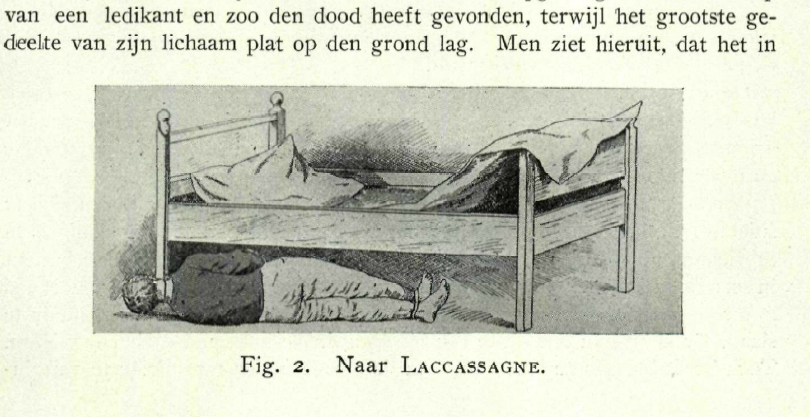 van een ledikant en zoo den dood heeft gevonden, terwijl het grootste ge-
deelte van zijn lichaam plat op den grond lag. Men ziet hieruit, dat het in
Fig. 2. Naar LACCASSAGNE.